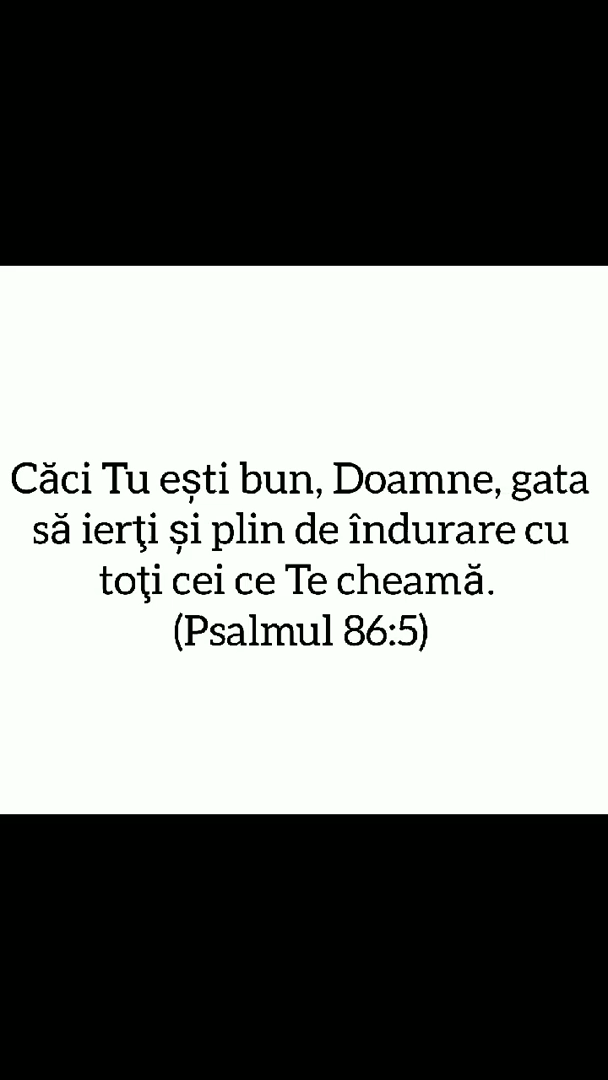 Căci Tu ești bun, Doamne, gata
să ierţi și plin de îndurare cu
toţi cei ce Te cheamă.
(Psalmul 86:5)